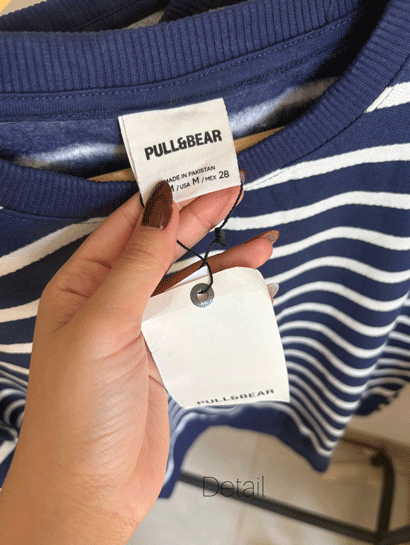 PULL&BEAR
MADE IN PAKISTAN
M / USA M / MEX 28
PULL&BEAR
Detail